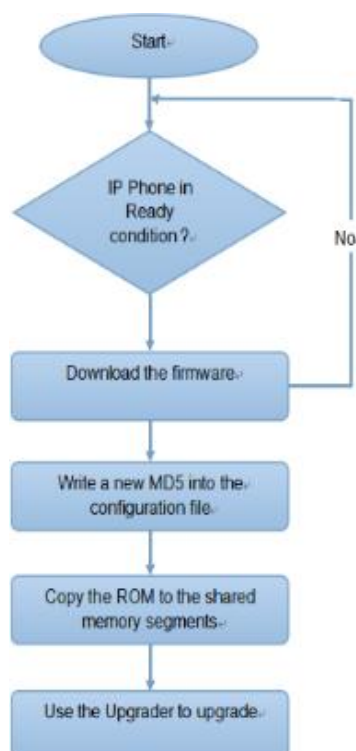 Start
IP Phone in
Ready
condition?
No
Download the firmware
Write a new MD5 into the
configuration file
Copy the ROM to the shared
memory segments
Use the Upgrader to upgrade